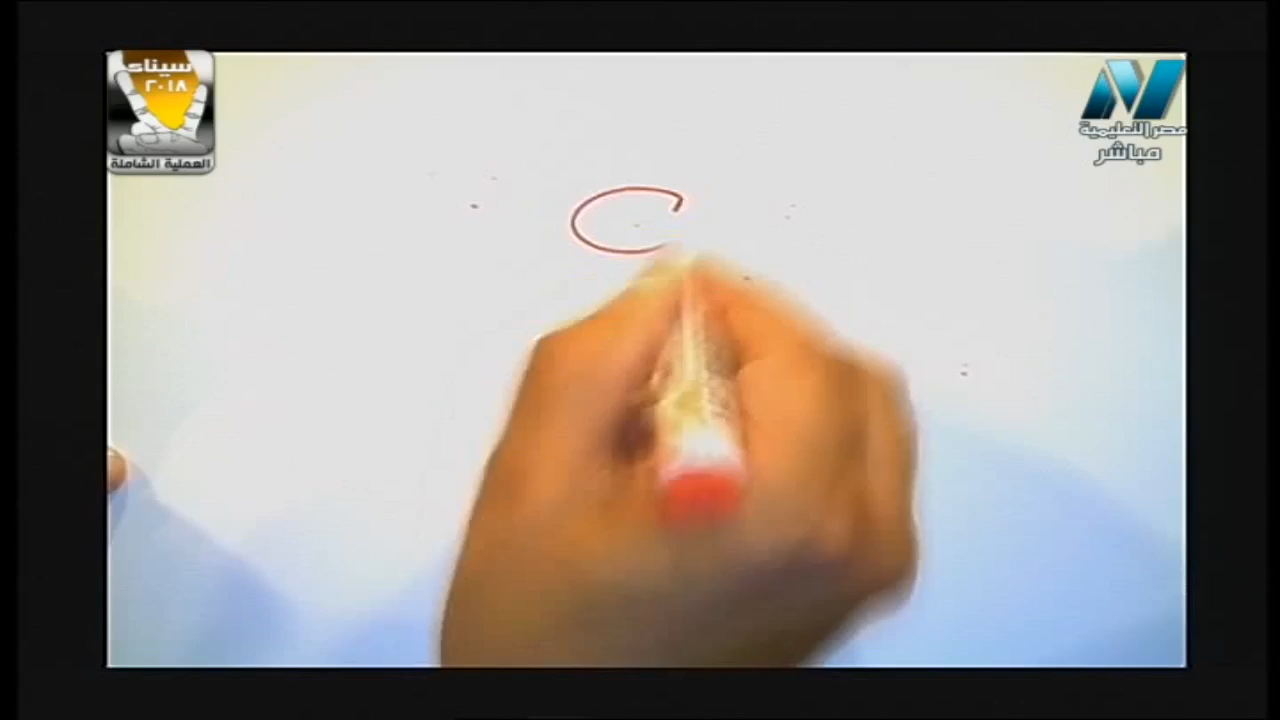 سيناء
٢٠١٨
العملية الشاملة
مصر التعليمية
مباشر